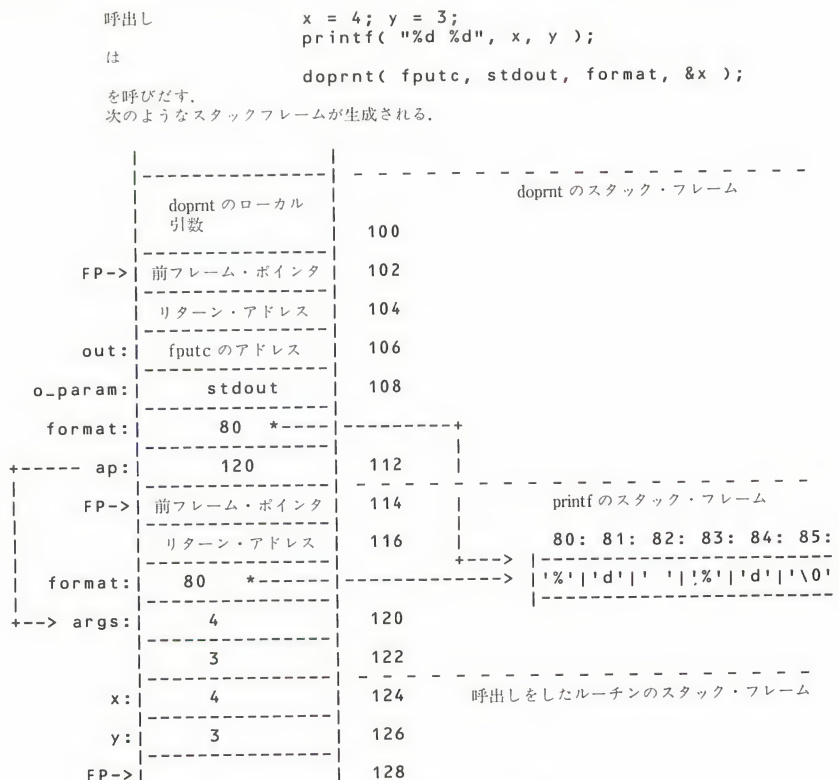 呼出し x = 4; y = 3;
printf( "%d %d", x, y );
は
doprnt( fputc, stdout, format, &x );
を呼びだす.
次のようなスタックフレームが生成される.
doprnt のスタック・フレーム
doprnt のローカル
引数 100
FP-> 前フレーム・ポインタ 102
リターン・アドレス 104
out: fputc のアドレス 106
o_param: stdout 108
format: 80 *
ap: 120 112
FP-> 前フレーム・ポインタ 114 printf のスタック・フレーム
リターン・アドレス 116 80: 81: 82: 83: 84: 85:
format: 80 * '%'|'d'|' '|'%'|'d'|'\0'
args: 4 120
3 122
x: 4 124 呼出しをしたルーチンのスタック・フレーム
y: 3 126
FP-> 128